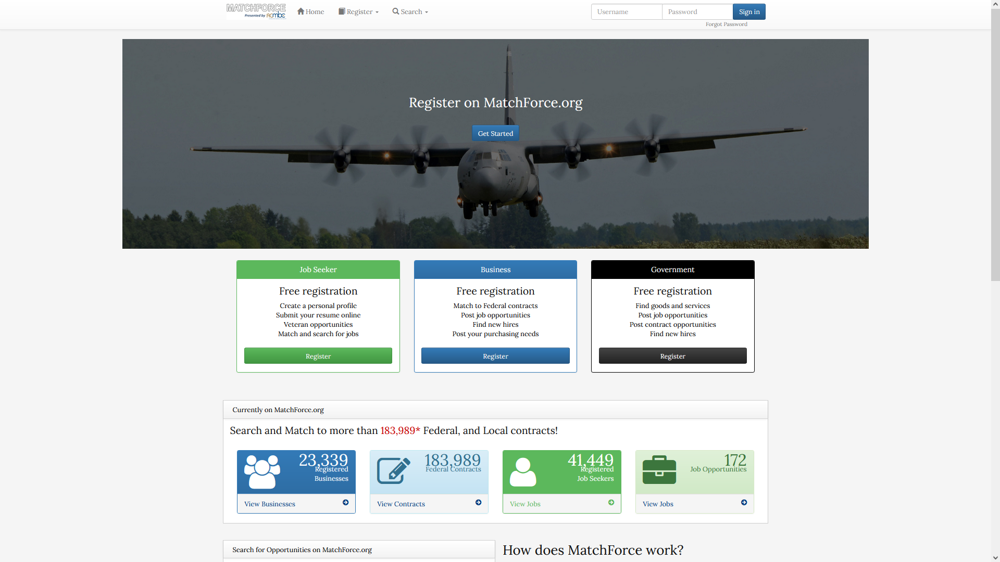 MATCHFORCE
Presented by
Home
Register
Search
Username
Password
Sign in
Forgot Password
Register on MatchForce.org
Get Started
Job Seeker
Free registration
Create a personal profile
Submit your resume online
Veteran opportunities
Match and search for jobs
Register
Business
Free registration
Match to Federal contracts
Post job opportunities
Find new hires
Post your purchasing needs
Register
Government
Free registration
Find goods and services
Post job opportunities
Post contract opportunities
Find new hires
Register
Currently on MatchForce.org
Search and Match to more than 183,989* Federal, and Local contracts!
23,339
Registered
Businesses
View Businesses
183,989
Federal Contracts
View Contracts
41,449
Registered
Job Seekers
View Jobs
172
Job Opportunities
View Jobs
Search for Opportunities on MatchForce.org
How does MatchForce work?